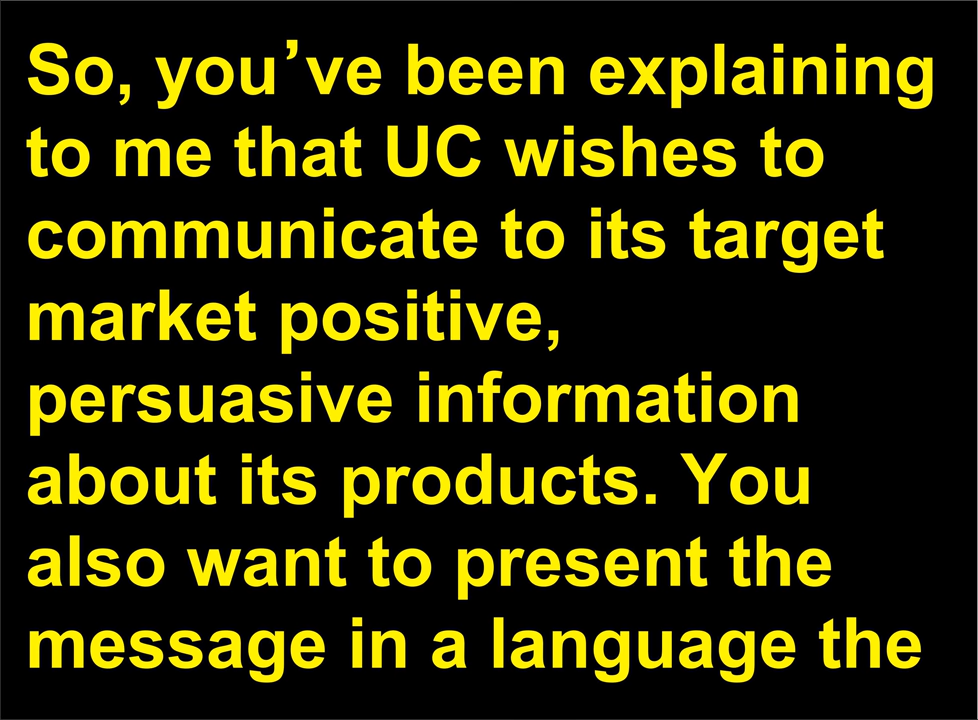 So, you’ve been explaining
to me that UC wishes to
communicate to its target
market positive,
persuasive information
about its products. You
also want to present the
message in a language the